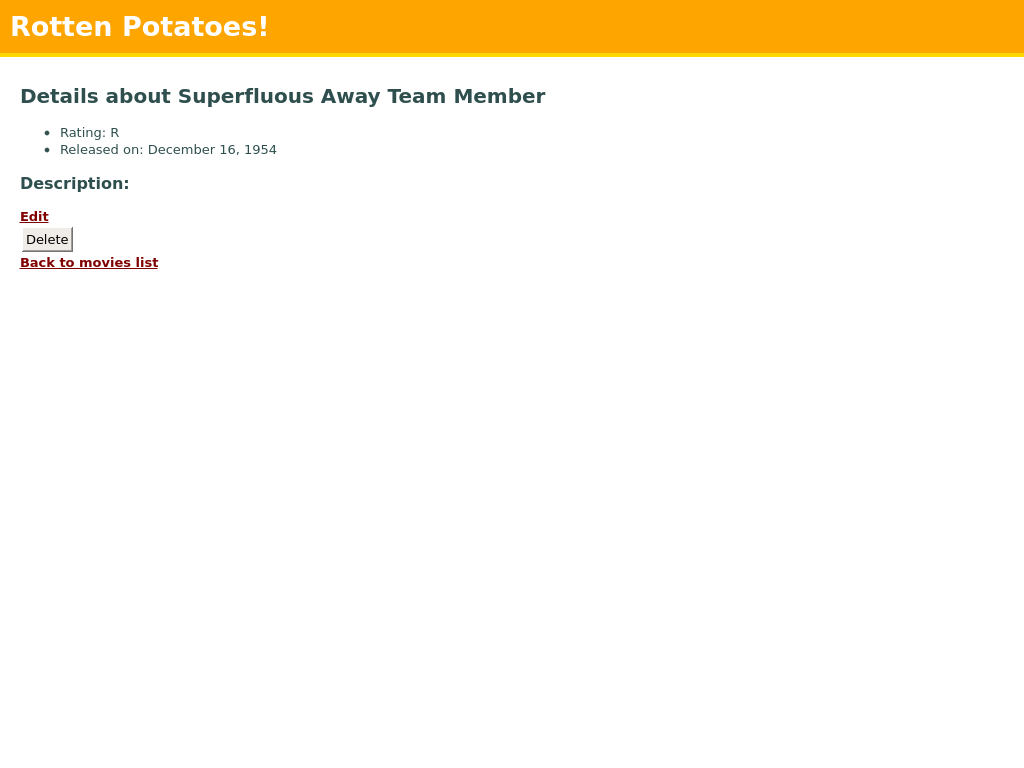 Rotten Potatoes!
Details about Superfluous Away Team Member
Rating: R
Released on: December 16, 1954
Description:
Edit
Delete
Back to movies list